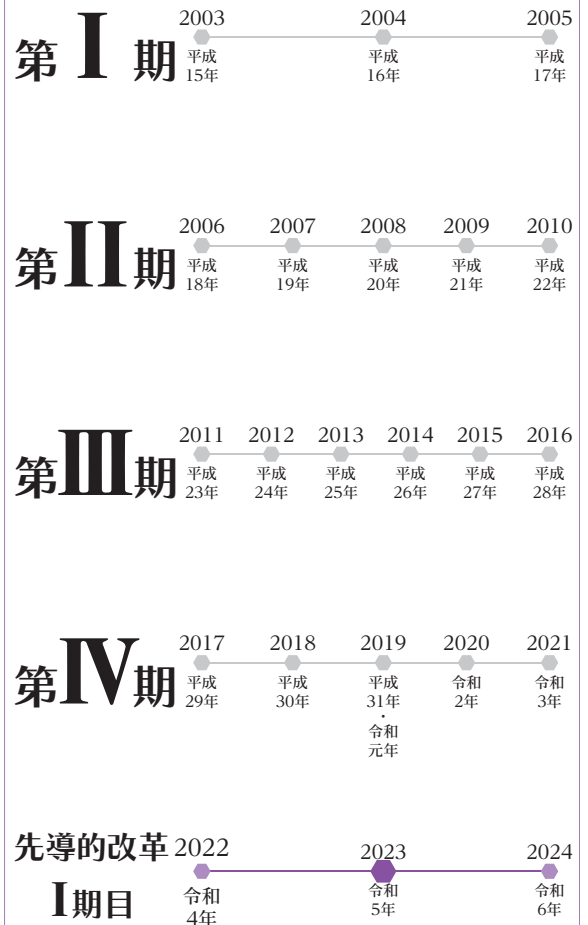 第 I 期
2003 2004 2005
平成 平成 平成
15年 16年 17年
第II期
2006 2007 2008 2009 2010
平成 平成 平成 平成 平成
18年 19年 20年 21年 22年
第III期
2011 2012 2013 2014 2015 2016
平成 平成 平成 平成 平成 平成
23年 24年 25年 26年 27年 28年
第IV期
2017 2018 2019 2020 2021
平成 平成 平成 令和 令和
29年 30年 31年 2年 3年
・
令和
元年
先導的改革
I期目
2022 2023 2024
令和 令和 令和
4年 5年 6年